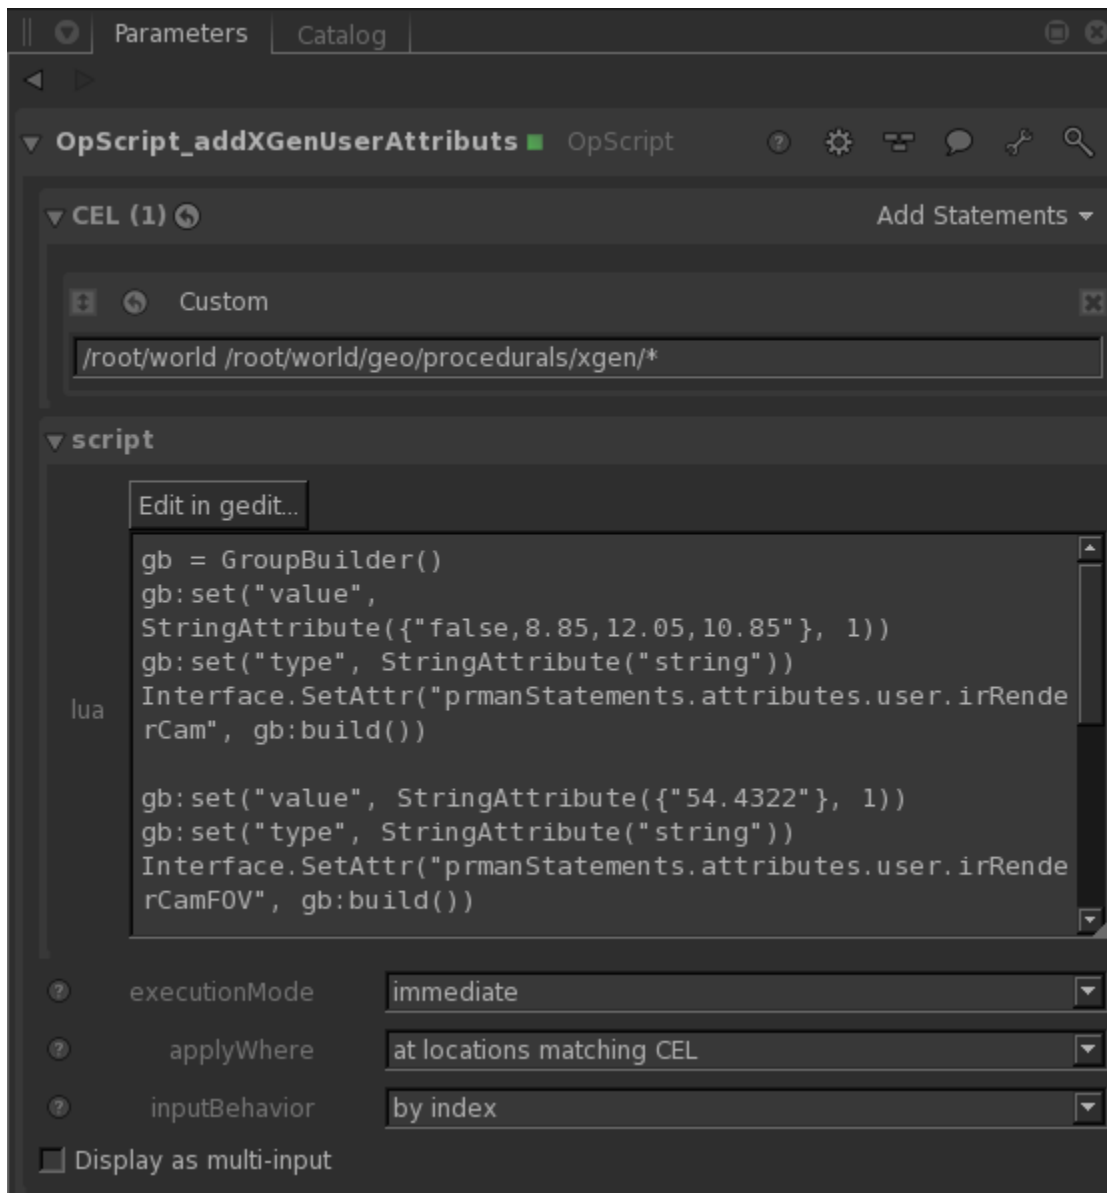 Parameters Catalog
OpScript_addXGenUserAttributs OpScript
CEL (1) Add Statements
Custom
/root/world /root/world/geo/procedurals/xgen/*
script
Edit in gedit...
lua
gb = GroupBuilder()
gb:set("value",
StringAttribute({"false,8.85,12.05,10.85"}, 1))
gb:set("type", StringAttribute("string"))
Interface.SetAttr("prmanStatements.attributes.user.irRende
rCam", gb:build())
gb:set("value", StringAttribute({"54.4322"}, 1))
gb:set("type", StringAttribute("string"))
Interface.SetAttr("prmanStatements.attributes.user.irRende
rCamFOV", gb:build())
? executionMode immediate
? applyWhere at locations matching CEL
? inputBehavior by index
Display as multi-input